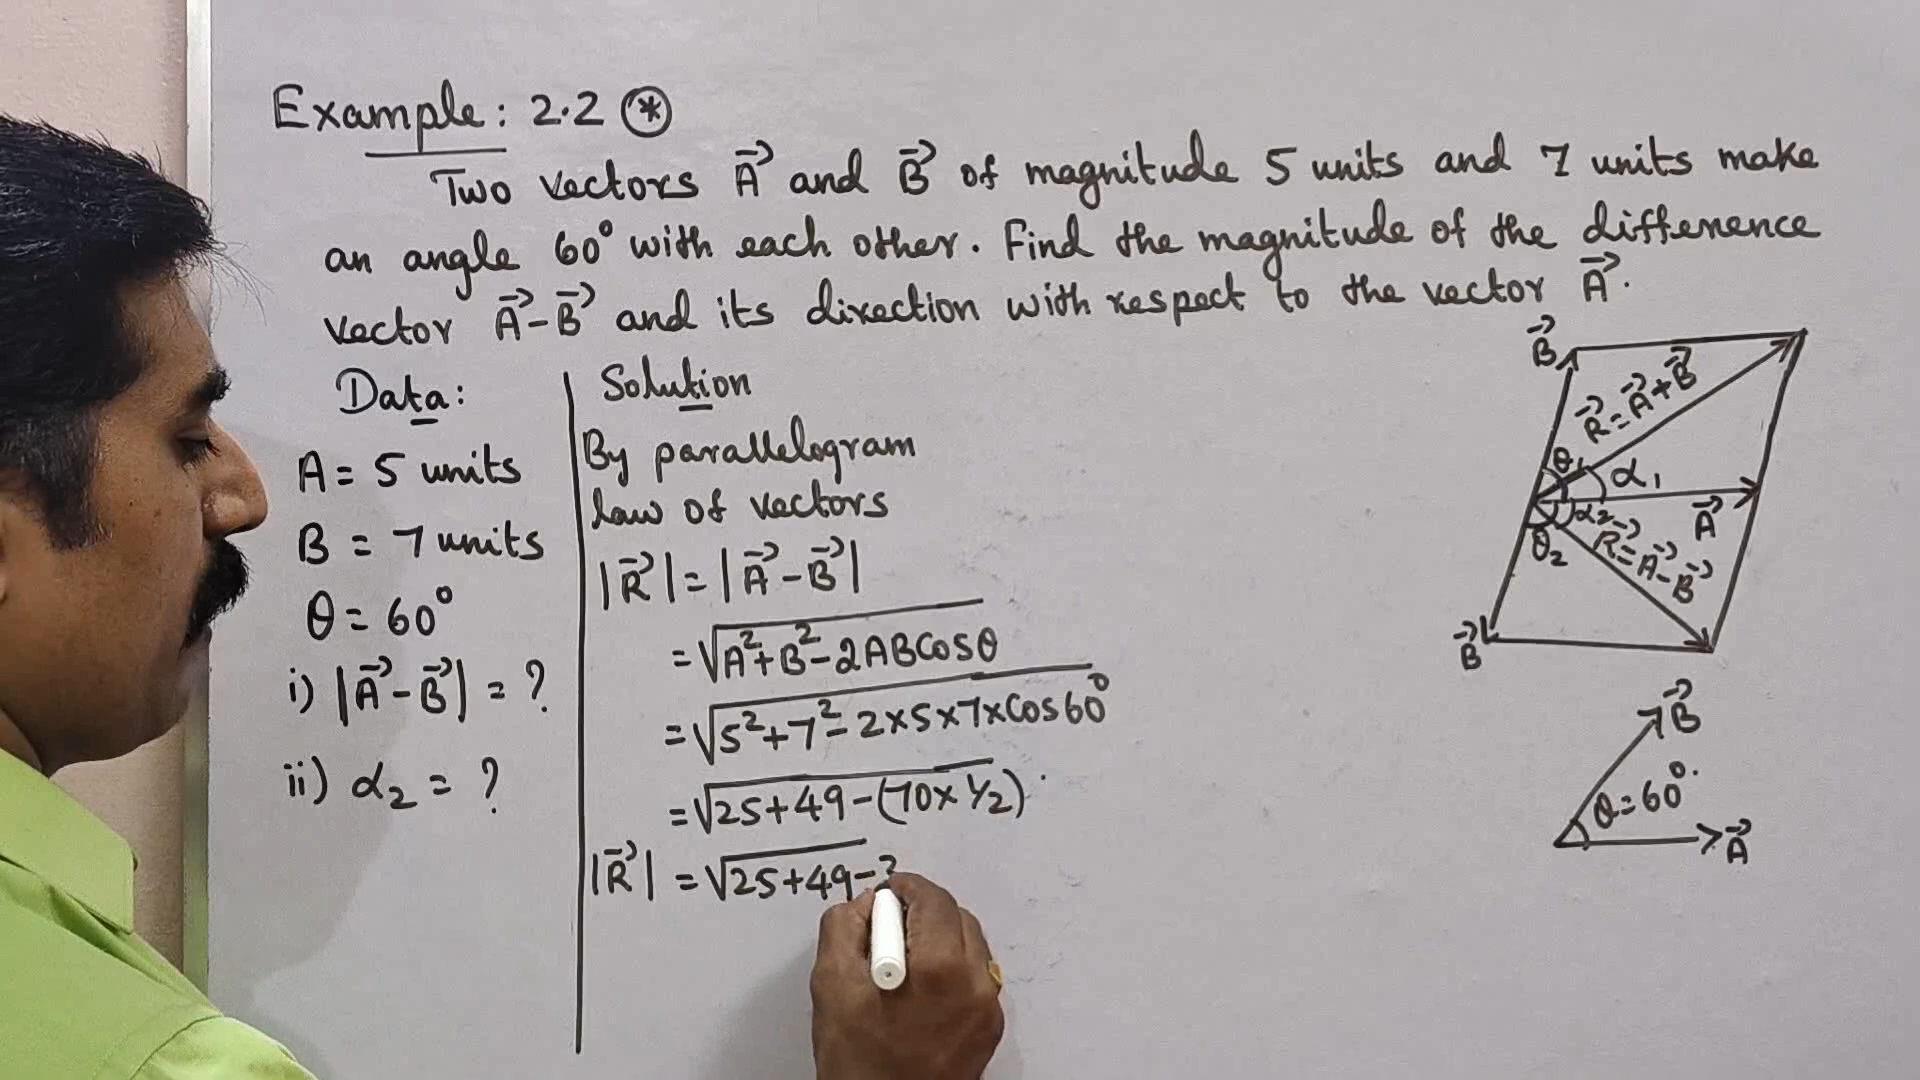 Example: 2.2 *
Two vectors A⃗ and B⃗ of magnitude 5 units and 7 units make
an angle 60° with each other. Find the magnitude of the difference
vector A⃗-B⃗ and its direction with respect to the vector A⃗.
Data:
A = 5 units
B = 7 units
θ = 60°
i) |A⃗-B⃗| = ?
ii) α₂ = ?
Solution
By parallelogram
law of vectors
|R⃗| = |A⃗-B⃗|
= √A²+B²-2ABCosθ
= √5²+7²-2×5×7×Cos60°
= √25+49-(70×1/2)
|R⃗| = √25+49-3
B⃗
R⃗=A⃗+B⃗
θ₁
α₁
A⃗
α₂
θ₂
R⃗=A⃗-B⃗
B⃗
B⃗
θ=60°
A⃗